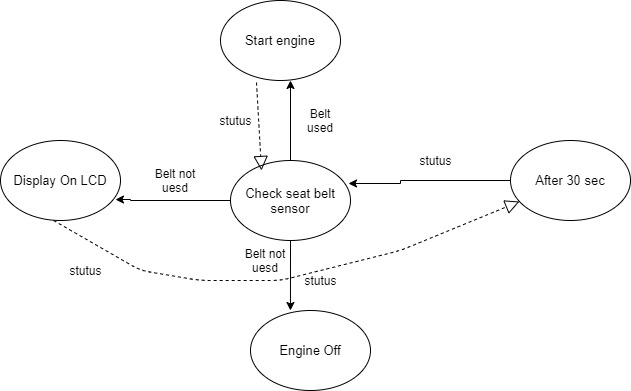 Start engine
stutus
Belt
used
Display On LCD
Belt not
uesd
stutus
After 30 sec
Check seat belt
sensor
Belt not
uesd
stutus
stutus
Engine Off